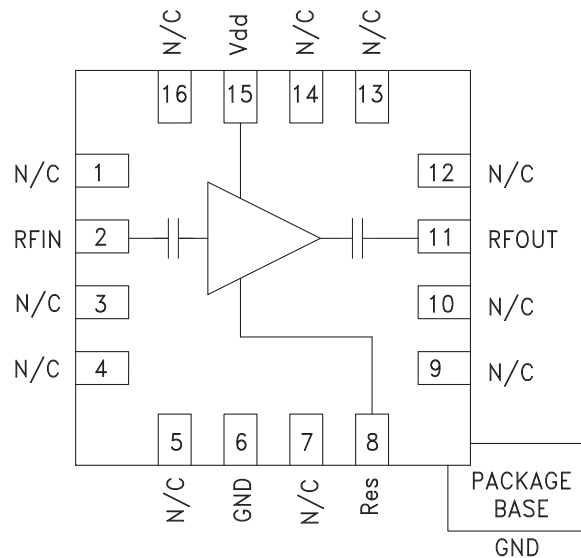 N/C
Vdd
N/C
N/C
16
15
14
13
N/C
1
12
N/C
RFIN
2
11
RFOUT
N/C
3
10
N/C
N/C
4
9
N/C
5
6
7
8
N/C
GND
N/C
Res
PACKAGE
BASE
GND